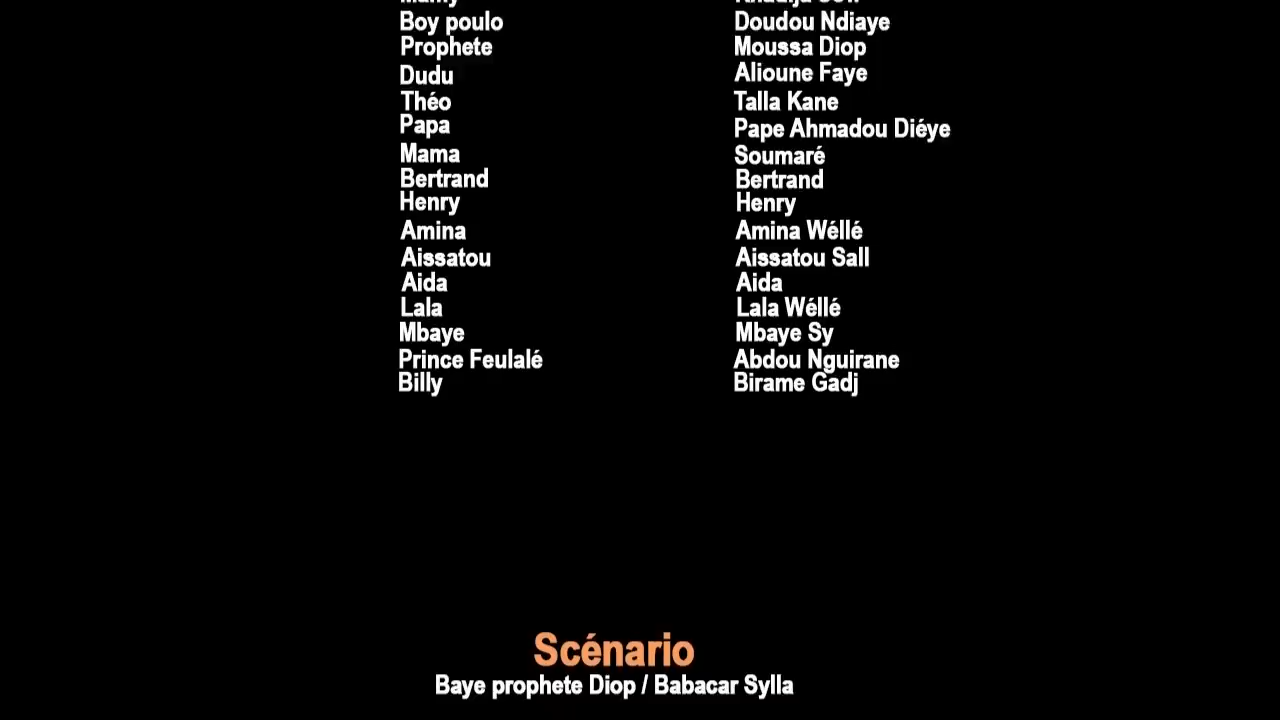 Boy poulo Doudou Ndiaye
Prophete Moussa Diop
Dudu Alioune Faye
Théo Talla Kane
Papa Pape Ahmadou Diéye
Mama Soumaré
Bertrand Bertrand
Henry Henry
Amina Amina Wéllé
Aissatou Aissatou Sall
Aida Aida
Lala Lala Wéllé
Mbaye Mbaye Sy
Prince Feulalé Abdou Nguirane
Billy Birame Gadj
Scénario
Baye prophete Diop / Babacar Sylla